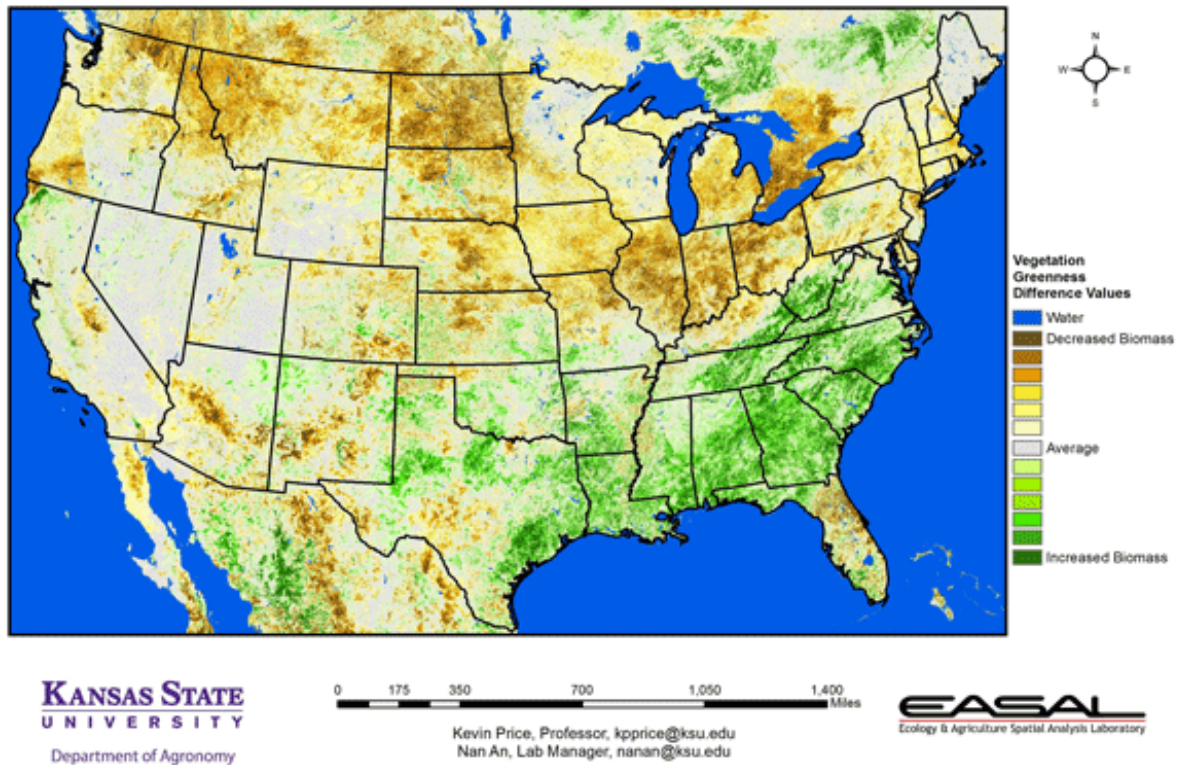 N
W
E
S
Vegetation
Greenness
Difference Values
Water
Decreased Biomass
Average
Increased Biomass
KANSAS STATE
UNIVERSITY
Department of Agronomy
0 175 350 700 1,050 1,400
Miles
Kevin Price, Professor, kpprice@ksu.edu
Nan An, Lab Manager, nanan@ksu.edu
EASAL
Ecology & Agriculture Spatial Analysis Laboratory